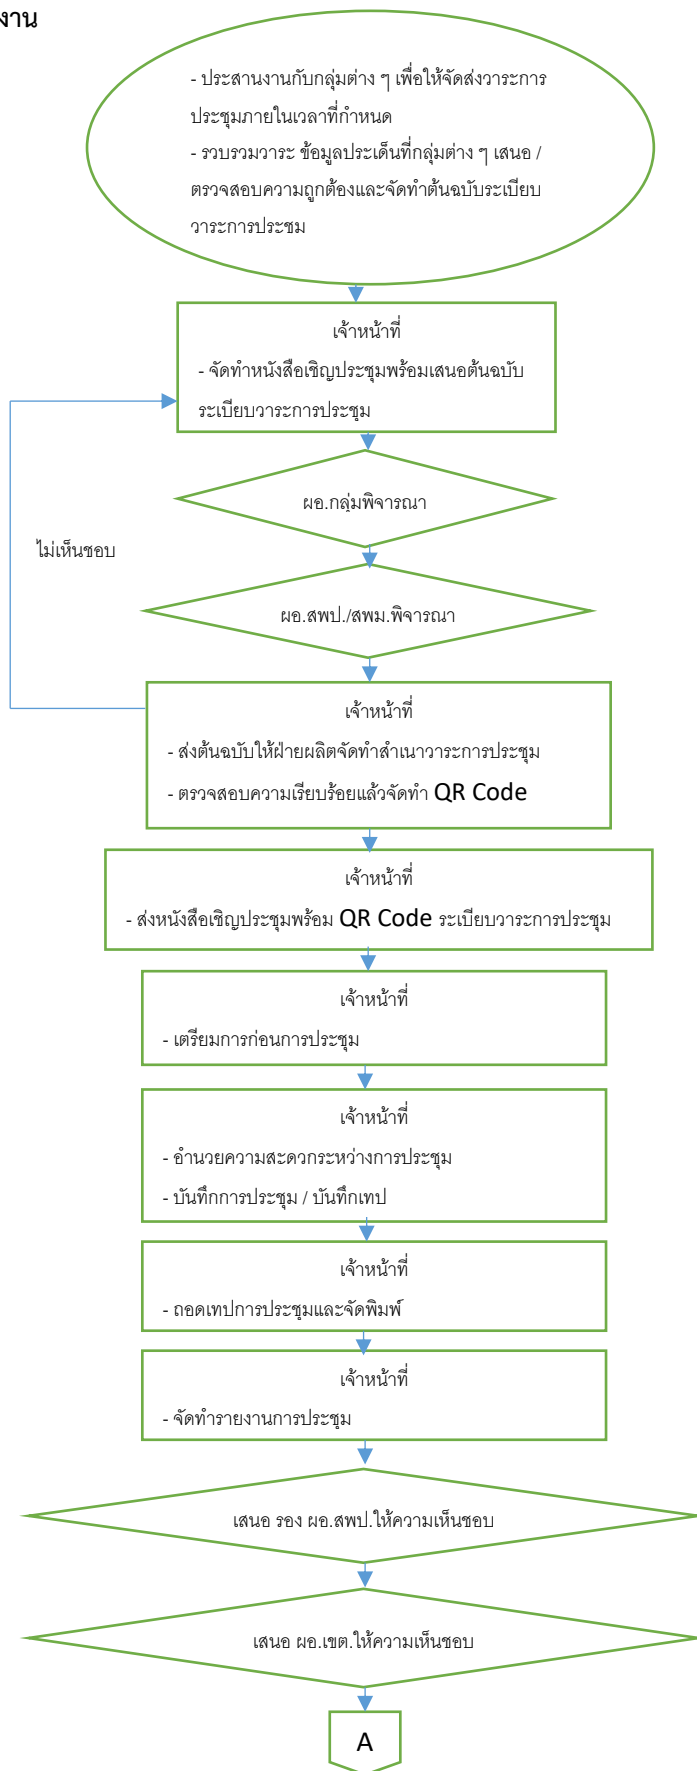 งาน
- ประสานงานกับกลุ่มต่าง ๆ เพื่อให้จัดส่งวาระการ
ประชุมภายในเวลาที่กำหนด
- รวบรวมวาระ ข้อมูลประเด็นที่กลุ่มต่าง ๆ เสนอ /
ตรวจสอบความถูกต้องและจัดทำต้นฉบับระเบียบ
วาระการประชม
เจ้าหน้าที่
- จัดทำหนังสือเชิญประชุมพร้อมเสนอต้นฉบับ
ระเบียบวาระการประชุม
ผอ.กลุ่มพิจารณา
ไม่เห็นชอบ
ผอ.สพป./สพม.พิจารณา
เจ้าหน้าที่
- ส่งต้นฉบับให้ฝ่ายผลิตจัดทำสำเนาวาระการประชุม
- ตรวจสอบความเรียบร้อยแล้วจัดทำ QR Code
เจ้าหน้าที่
- ส่งหนังสือเชิญประชุมพร้อม QR Code ระเบียบวาระการประชุม
เจ้าหน้าที่
- เตรียมการก่อนการประชุม
เจ้าหน้าที่
- อำนวยความสะดวกระหว่างการประชุม
- บันทึกการประชุม / บันทึกเทป
เจ้าหน้าที่
- ถอดเทปการประชุมและจัดพิมพ์
เจ้าหน้าที่
- จัดทำรายงานการประชุม
เสนอ รอง ผอ.สพป.ให้ความเห็นชอบ
เสนอ ผอ.เขต.ให้ความเห็นชอบ
A